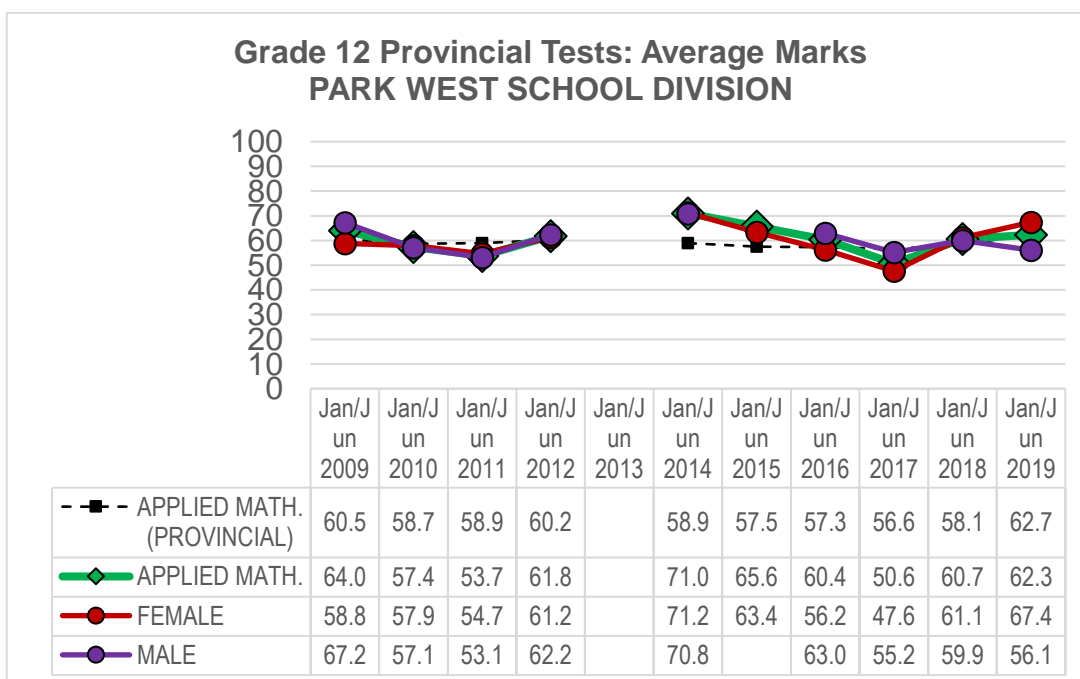 Grade 12 Provincial Tests: Average Marks
PARK WEST SCHOOL DIVISION
100
90
80
70
60
50
40
30
20
10
0
Jan/J Jan/J Jan/J Jan/J Jan/J Jan/J Jan/J Jan/J Jan/J Jan/J Jan/J
un un un un un un un un un un un
2009 2010 2011 2012 2013 2014 2015 2016 2017 2018 2019
APPLIED MATH.
(PROVINCIAL) 60.5 58.7 58.9 60.2 58.9 57.5 57.3 56.6 58.1 62.7
APPLIED MATH. 64.0 57.4 53.7 61.8 71.0 65.6 60.4 50.6 60.7 62.3
FEMALE 58.8 57.9 54.7 61.2 71.2 63.4 56.2 47.6 61.1 67.4
MALE 67.2 57.1 53.1 62.2 70.8 63.0 55.2 59.9 56.1